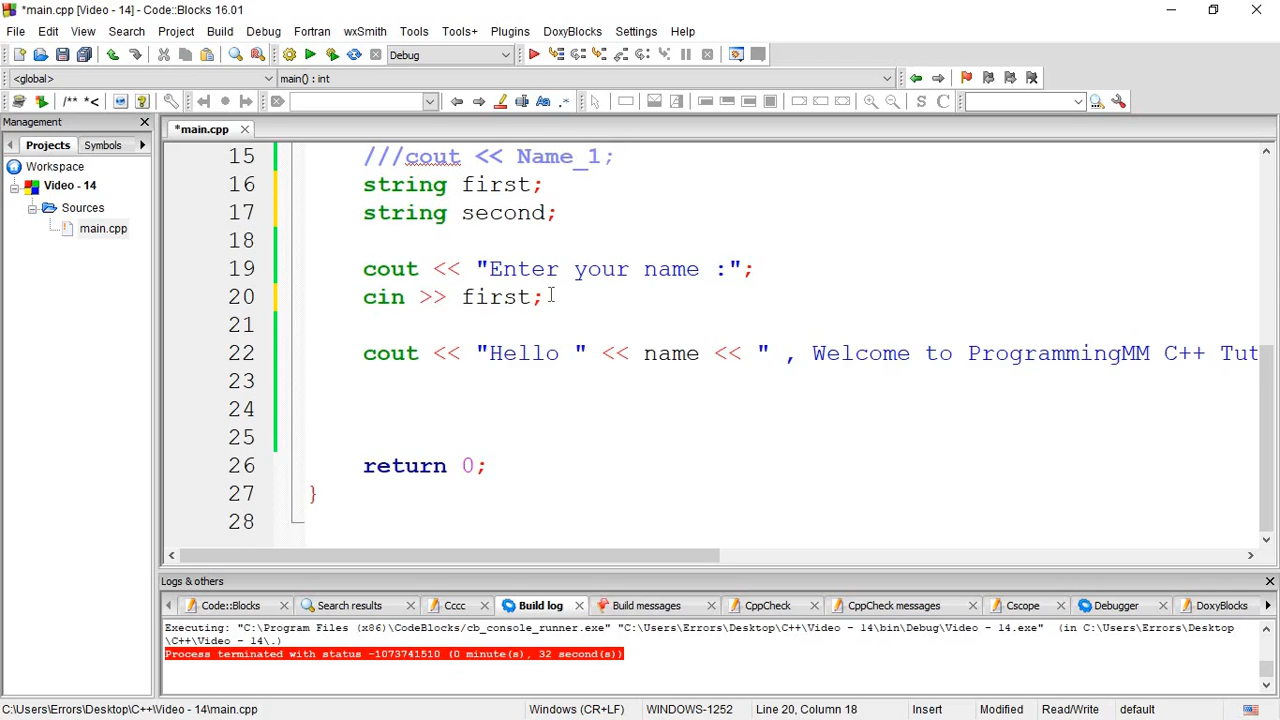 *main.cpp [Video - 14] - Code::Blocks 16.01
File Edit View Search Project Build Debug Fortran wxSmith Tools Tools+ Plugins DoxyBlocks Settings Help
Debug
<global> main() : int
/** *< Aa .* S C
Management
*main.cpp
Projects Symbols
Workspace
Video - 14
Sources
main.cpp
15 ///cout << Name_1;
16 string first;
17 string second;
18
19 cout << "Enter your name :";
20 cin >> first;
21
22 cout << "Hello " << name << " , Welcome to ProgrammingMM C++ Tut
23
24
25
26 return 0;
27 }
28
Logs & others
Code::Blocks Search results Cccc Build log Build messages CppCheck CppCheck messages Cscope Debugger DoxyBlocks
Executing: "C:\Program Files (x86)\CodeBlocks/cb_console_runner.exe" "C:\Users\Errors\Desktop\C++\Video - 14\bin\Debug\Video - 14.exe"  (in C:\Users\Errors\Desktop
\C++\Video - 14\.)
Process terminated with status -1073741510 (0 minute(s), 32 second(s))
C:\Users\Errors\Desktop\C++\Video - 14\main.cpp Windows (CR+LF) WINDOWS-1252 Line 20, Column 18 Insert Modified Read/Write default